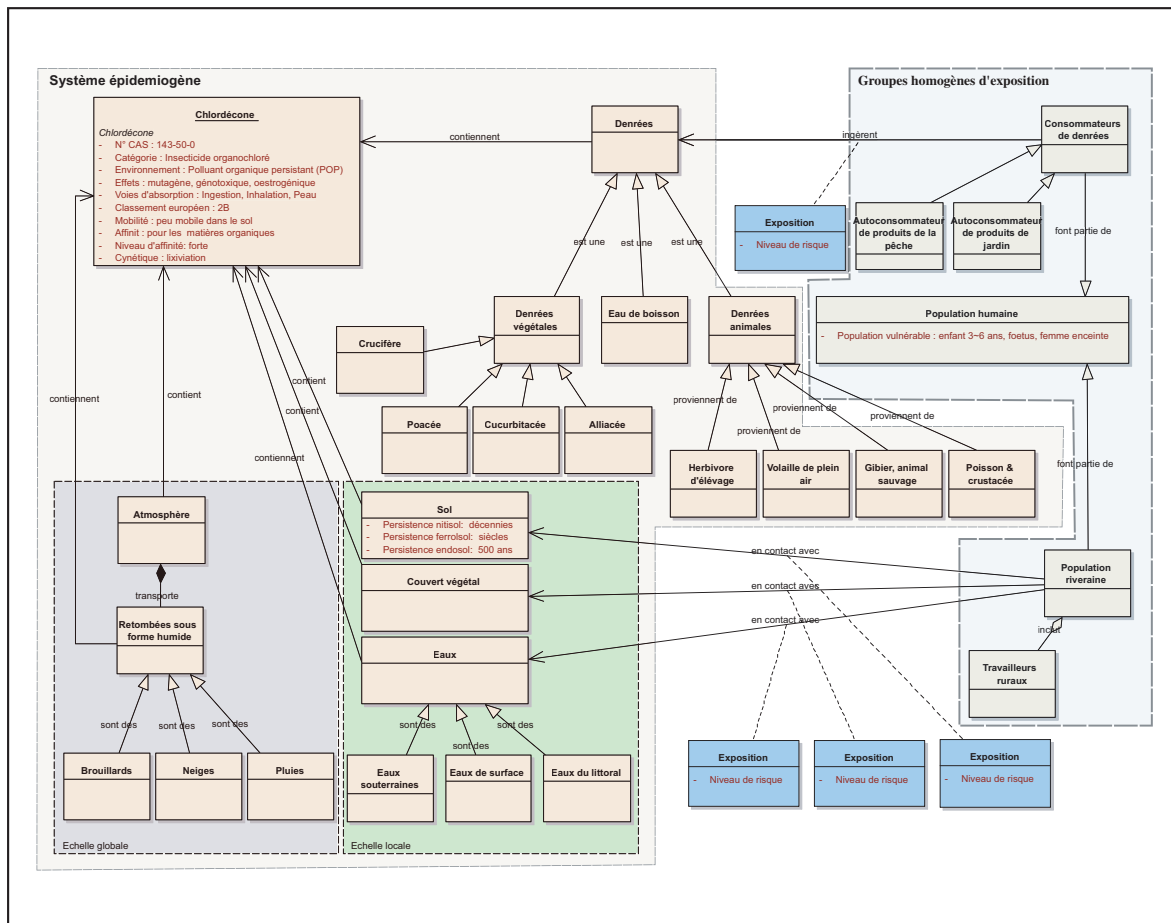 Système épidemiogène
Groupes homogènes d'exposition
Chlordécone
Chlordécone
- N° CAS : 143-50-0
- Catégorie : Insecticide organochloré
- Environnement : Polluant organique persistant (POP)
- Effets : mutagène, génotoxique, oestrogénique
- Voies d'absorption : Ingestion, Inhalation, Peau
- Classement européen : 2B
- Mobilité : peu mobile dans le sol
- Affinit : pour les matières organiques
- Niveau d'affinité: forte
- Cynétique : lixiviation
contiennent
Denrées
ingèrent
Consommateurs
de denrées
Exposition
- Niveau de risque
Autoconsommateur
de produits de la
pêche
Autoconsommateur
de produits de
jardin
font partie de
est une
est une
est une
Population humaine
- Population vulnérable : enfant 3~6 ans, foetus, femme enceinte
Crucifère
Denrées
végétales
Eau de boisson
Denrées
animales
contiennent
contient
contient
contient
contiennent
Poacée
Cucurbitacée
Alliacée
proviennent de
proviennent de
proviennent de
proviennent de
Herbivore
d'élévage
Volaille de plein
air
Gibier, animal
sauvage
Poisson &
crustacée
font partie de
Atmosphère
transporte
Retombées sous
forme humide
sont des
sont des
sont des
Brouillards
Neiges
Pluies
Echelle globale
Sol
- Persistence nitisol: décennies
- Persistence ferrolsol: siècles
- Persistence endosol: 500 ans
Couvert végétal
Eaux
sont des
sont des
sont des
Eaux
souterraines
Eaux de surface
Eaux du littoral
Echelle locale
en contact avec
en contact avec
en contact avec
Population
riveraine
inclut
Travailleurs
ruraux
Exposition
- Niveau de risque
Exposition
- Niveau de risque
Exposition
- Niveau de risque